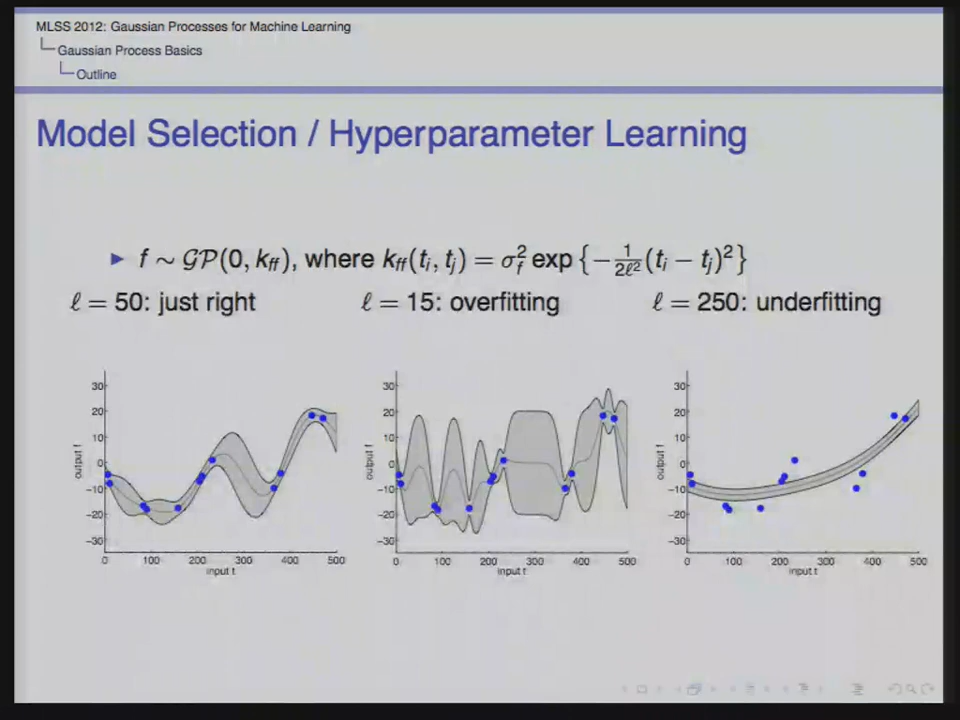 MLSS 2012: Gaussian Processes for Machine Learning
Gaussian Process Basics
Outline
Model Selection / Hyperparameter Learning
▶ f ∼ 𝒢𝒫(0, k_ff), where k_ff(t_i, t_j) = σ_f^2 exp {−1/(2ℓ^2) (t_i − t_j)^2}
ℓ = 50: just right ℓ = 15: overfitting ℓ = 250: underfitting
30 30 30
20 20 20
10 10 10
0 0 0
−10 −10 −10
−20 −20 −20
−30 −30 −30
output f output f output f
0 100 200 300 400 500 0 100 200 300 400 500 0 100 200 300 400 500
input t input t input t